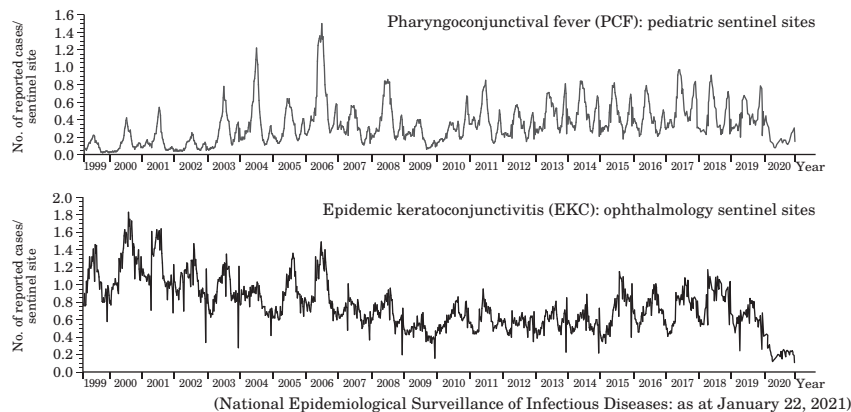 Pharyngoconjunctival fever (PCF): pediatric sentinel sites
No. of reported cases/
sentinel site
1.6
1.4
1.2
1.0
0.8
0.6
0.4
0.2
0.0
1999 2000 2001 2002 2003 2004 2005 2006 2007 2008 2009 2010 2011 2012 2013 2014 2015 2016 2017 2018 2019 2020 Year
Epidemic keratoconjunctivitis (EKC): ophthalmology sentinel sites
No. of reported cases/
sentinel site
2.0
1.8
1.6
1.4
1.2
1.0
0.8
0.6
0.4
0.2
0.0
1999 2000 2001 2002 2003 2004 2005 2006 2007 2008 2009 2010 2011 2012 2013 2014 2015 2016 2017 2018 2019 2020 Year
(National Epidemiological Surveillance of Infectious Diseases: as at January 22, 2021)